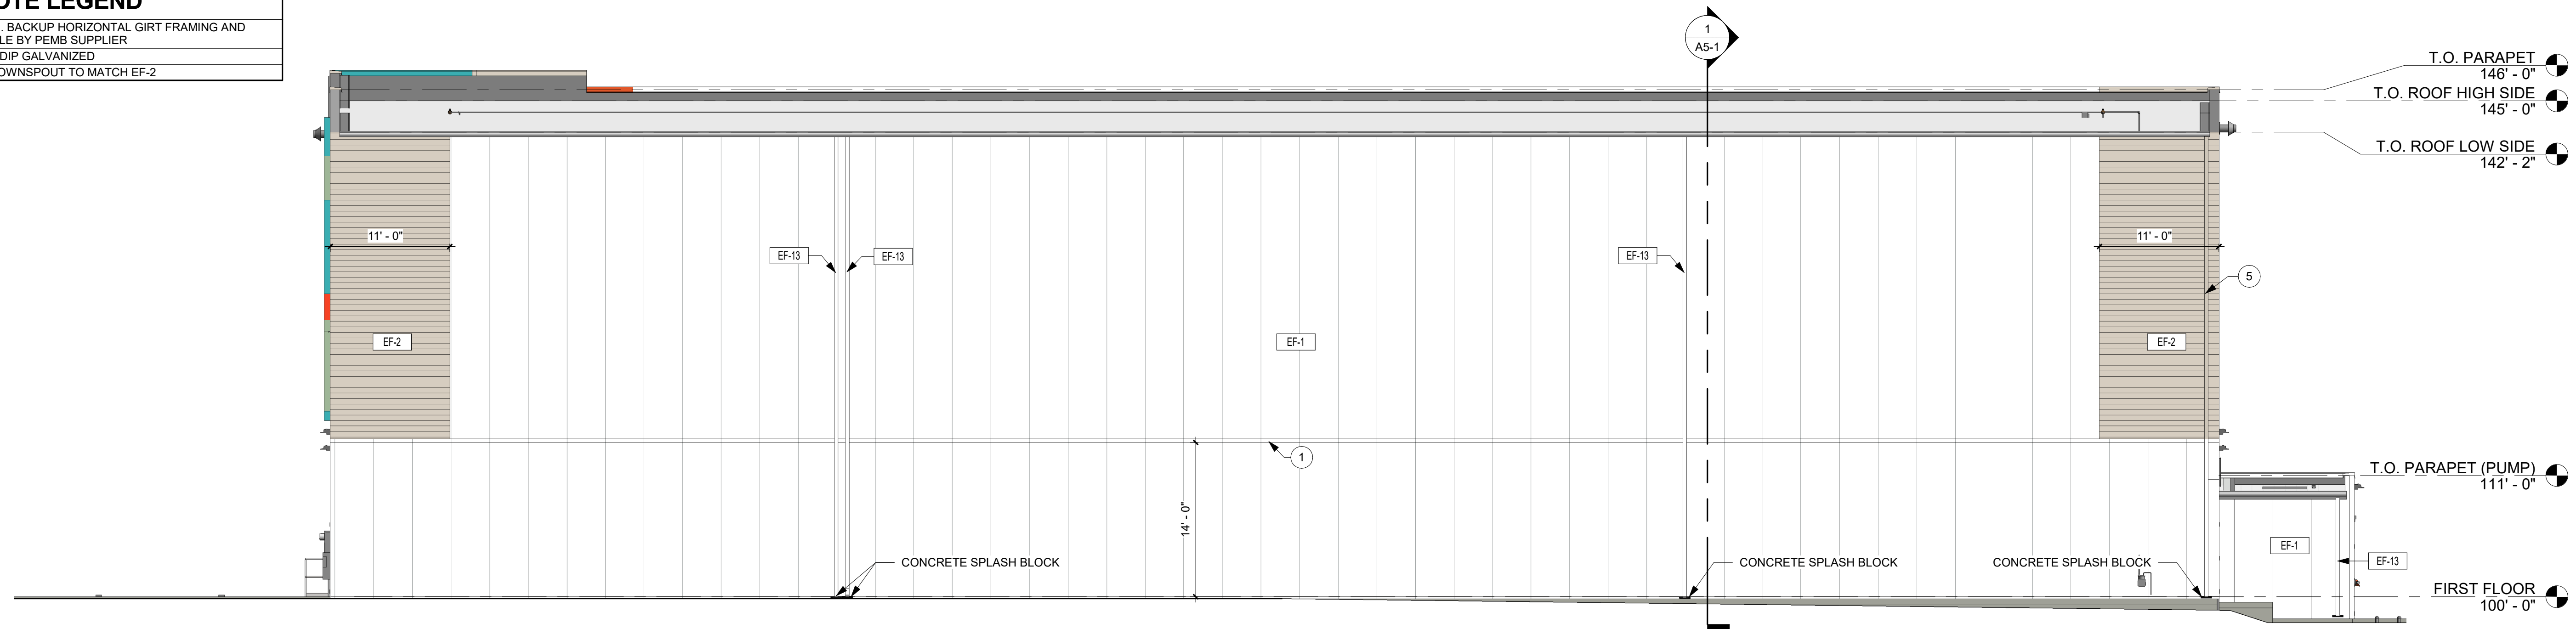 OTE LEGEND
. BACKUP HORIZONTAL GIRT FRAMING AND
LE BY PEMB SUPPLIER
DIP GALVANIZED
OWNSPOUT TO MATCH EF-2
1
A5-1
T.O. PARAPET
146' - 0"
T.O. ROOF HIGH SIDE
145' - 0"
T.O. ROOF LOW SIDE
142' - 2"
11' - 0"
11' - 0"
EF-13
EF-13
EF-13
5
EF-2
EF-1
EF-2
1
T.O. PARAPET (PUMP)
111' - 0"
14' - 0"
EF-1
CONCRETE SPLASH BLOCK
CONCRETE SPLASH BLOCK
CONCRETE SPLASH BLOCK
EF-13
FIRST FLOOR
100' - 0"